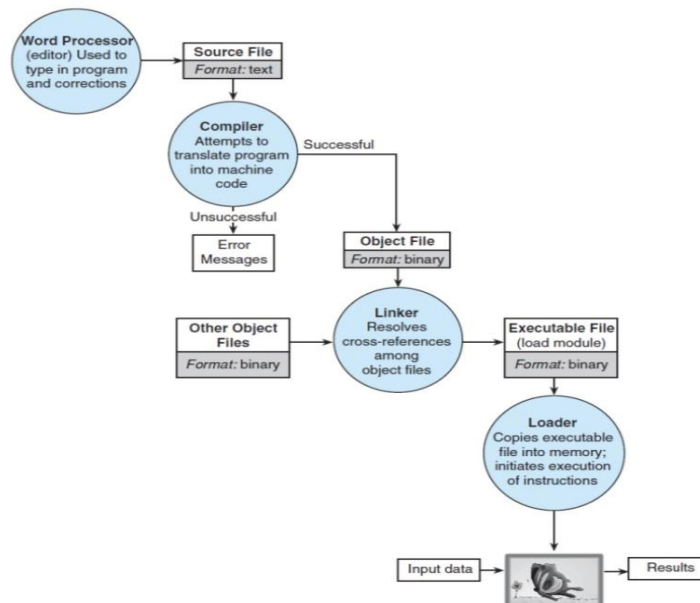 Word Processor
(editor) Used to
type in program
and corrections
Source File
Format: text
Compiler
Attempts to
translate program
into machine
code
Successful
Unsuccessful
Error
Messages
Object File
Format: binary
Other Object
Files
Format: binary
Linker
Resolves
cross-references
among
object files
Executable File
(load module)
Format: binary
Loader
Copies executable
file into memory;
initiates execution
of instructions
Input data
Results